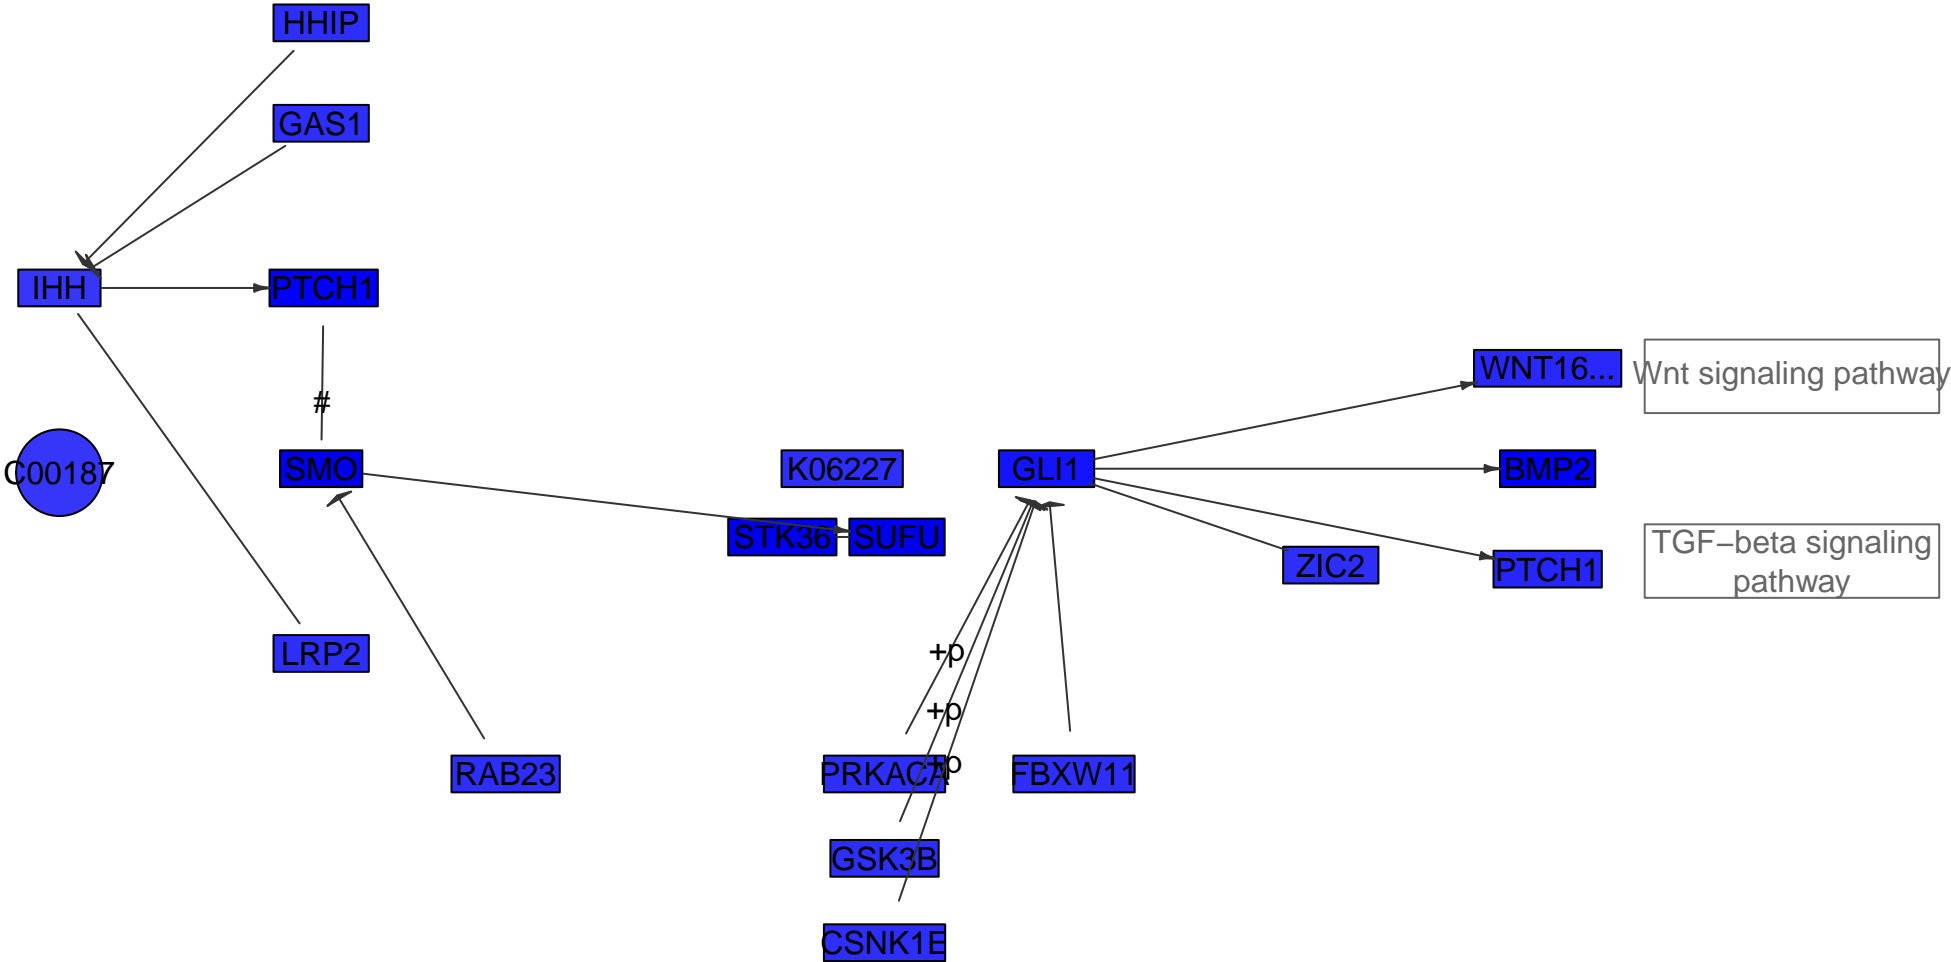 HHIP
GAS1
IHH
PTCH1
#
WNT16...
Wnt signaling pathway
C00187
SMO
K06227
GLI1
BMP2
STK36
SUFU
ZIC2
PTCH1
TGF−beta signaling
pathway
LRP2
+p
+p
+p
RAB23
PRKACA
FBXW11
GSK3B
CSNK1E